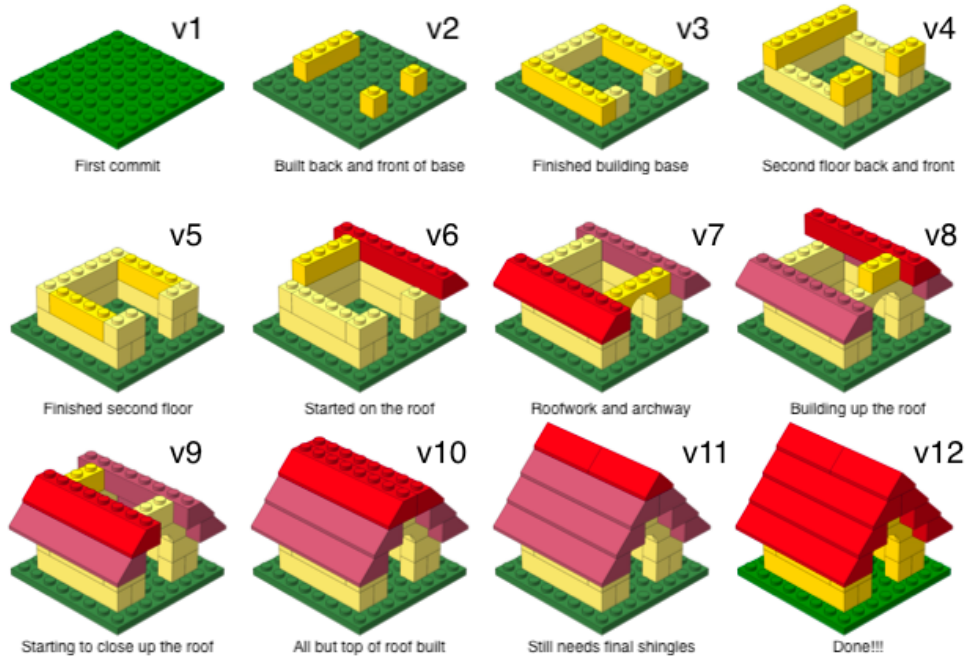 v1
First commit
v2
Built back and front of base
v3
Finished building base
v4
Second floor back and front
v5
Finished second floor
v6
Started on the roof
v7
Roofwork and archway
v8
Building up the roof
v9
Starting to close up the roof
v10
All but top of roof built
v11
Still needs final shingles
v12
Done!!!